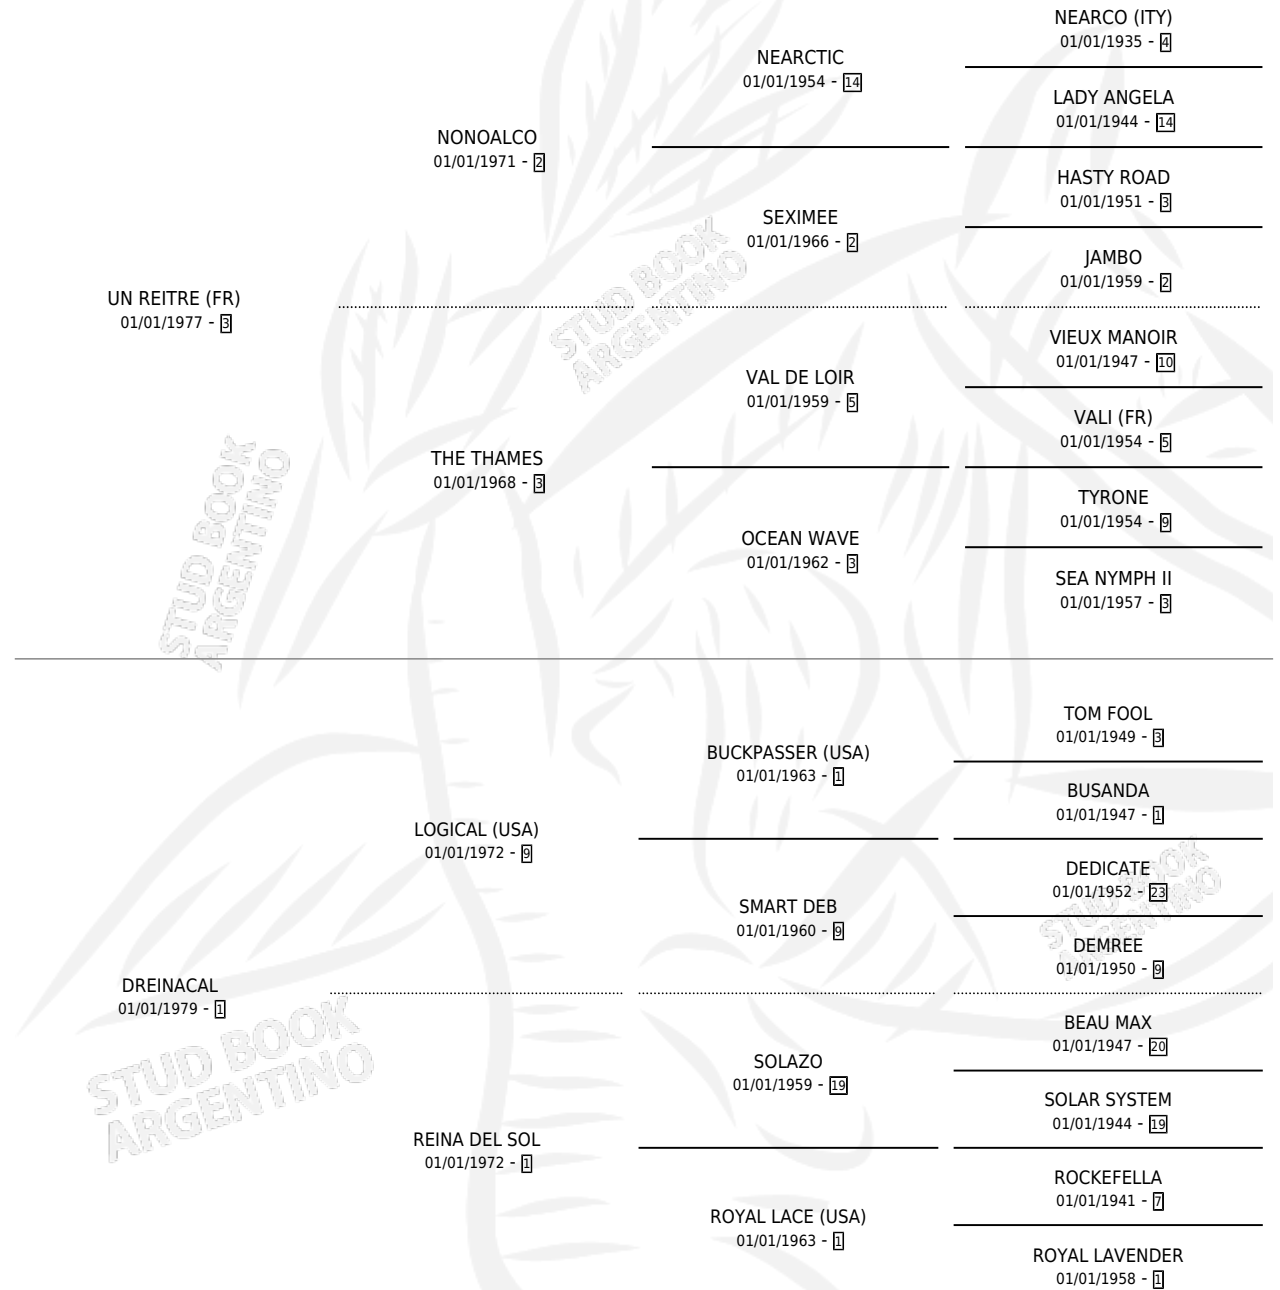 NEARCO (ITY)
01/01/1935 - 4
NEARCTIC
01/01/1954 - 14
LADY ANGELA
01/01/1944 - 14
NONOALCO
01/01/1971 - 2
HASTY ROAD
01/01/1951 - 3
SEXIMEE
01/01/1966 - 2
JAMBO
01/01/1959 - 2
UN REITRE (FR)
01/01/1977 - 3
VIEUX MANOIR
01/01/1947 - 10
VAL DE LOIR
01/01/1959 - 5
VALI (FR)
01/01/1954 - 5
THE THAMES
01/01/1968 - 3
TYRONE
01/01/1954 - 9
OCEAN WAVE
01/01/1962 - 3
SEA NYMPH II
01/01/1957 - 3
TOM FOOL
01/01/1949 - 3
BUCKPASSER (USA)
01/01/1963 - 1
BUSANDA
01/01/1947 - 1
LOGICAL (USA)
01/01/1972 - 9
DEDICATE
01/01/1952 - 23
SMART DEB
01/01/1960 - 9
DEMREE
01/01/1950 - 9
DREINACAL
01/01/1979 - 1
BEAU MAX
01/01/1947 - 20
SOLAZO
01/01/1959 - 19
SOLAR SYSTEM
01/01/1944 - 19
REINA DEL SOL
01/01/1972 - 1
ROCKEFELLA
01/01/1941 - 7
ROYAL LACE (USA)
01/01/1963 - 1
ROYAL LAVENDER
01/01/1958 - 1
STUD BOOK
ARGENTINO
STUD BOOK
ARGENTINO
STUD BOOK
ARGENTINO
STUD BOOK
ARGENTINO